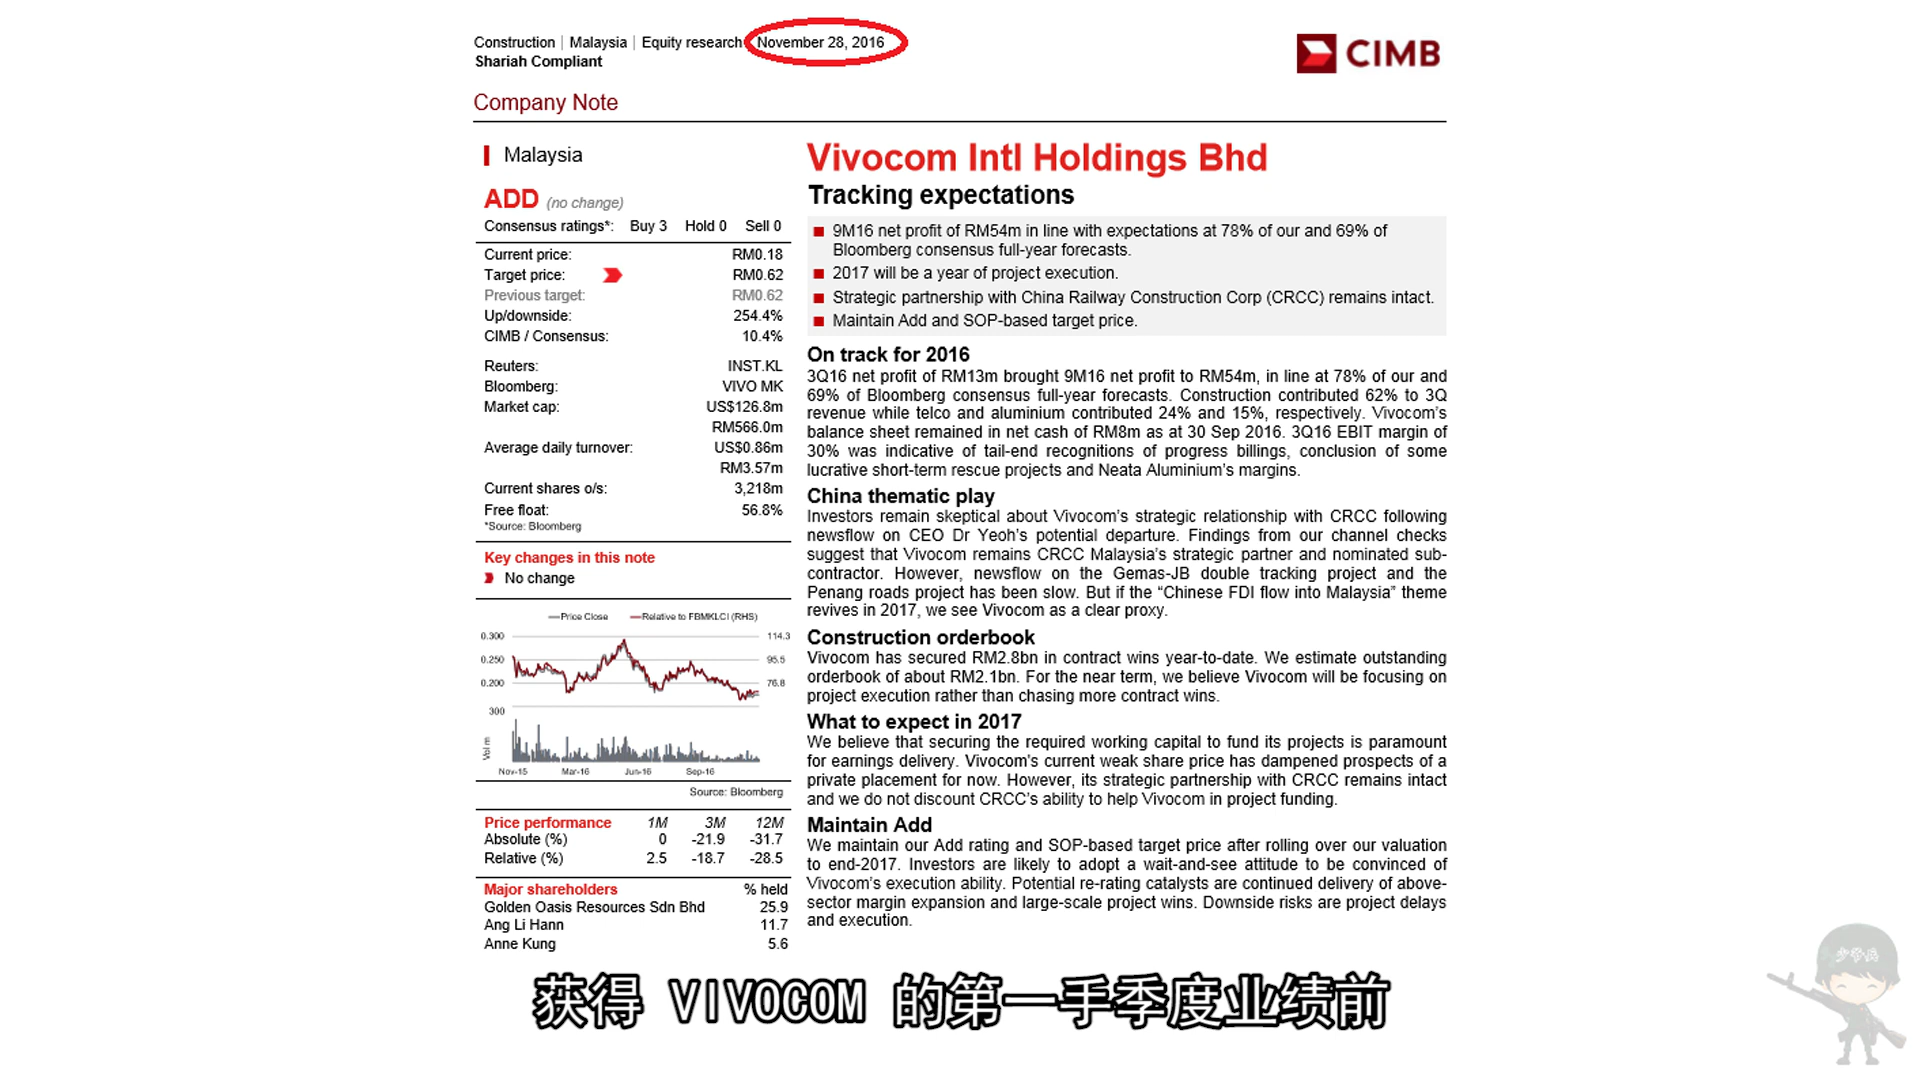 Construction | Malaysia | Equity research November 28, 2016
Shariah Compliant
CIMB
Company Note
Malaysia
ADD (no change)
Consensus ratings*: Buy 3 Hold 0 Sell 0
Current price: RM0.18
Target price: RM0.62
Previous target: RM0.62
Up/downside: 254.4%
CIMB / Consensus: 10.4%
Reuters: INST.KL
Bloomberg: VIVO MK
Market cap: US$126.8m
RM566.0m
Average daily turnover: US$0.86m
RM3.57m
Current shares o/s: 3,218m
Free float: 56.8%
*Source: Bloomberg
Key changes in this note
No change
Price Close Relative to FBMKLCI (RHS)
0.300 114.3
0.250 95.5
0.200 76.8
300
Vol m
Nov-15 Mar-16 Jun-16 Sep-16
Source: Bloomberg
Price performance 1M 3M 12M
Absolute (%) 0 -21.9 -31.7
Relative (%) 2.5 -18.7 -28.5
Major shareholders % held
Golden Oasis Resources Sdn Bhd 25.9
Ang Li Hann 11.7
Anne Kung 5.6
Vivocom Intl Holdings Bhd
Tracking expectations
9M16 net profit of RM54m in line with expectations at 78% of our and 69% of
Bloomberg consensus full-year forecasts.
2017 will be a year of project execution.
Strategic partnership with China Railway Construction Corp (CRCC) remains intact.
Maintain Add and SOP-based target price.
On track for 2016
3Q16 net profit of RM13m brought 9M16 net profit to RM54m, in line at 78% of our and
69% of Bloomberg consensus full-year forecasts. Construction contributed 62% to 3Q
revenue while telco and aluminium contributed 24% and 15%, respectively. Vivocom's
balance sheet remained in net cash of RM8m as at 30 Sep 2016. 3Q16 EBIT margin of
30% was indicative of tail-end recognitions of progress billings, conclusion of some
lucrative short-term rescue projects and Neata Aluminium's margins.
China thematic play
Investors remain skeptical about Vivocom's strategic relationship with CRCC following
newsflow on CEO Dr Yeoh's potential departure. Findings from our channel checks
suggest that Vivocom remains CRCC Malaysia's strategic partner and nominated sub-
contractor. However, newsflow on the Gemas-JB double tracking project and the
Penang roads project has been slow. But if the “Chinese FDI flow into Malaysia” theme
revives in 2017, we see Vivocom as a clear proxy.
Construction orderbook
Vivocom has secured RM2.8bn in contract wins year-to-date. We estimate outstanding
orderbook of about RM2.1bn. For the near term, we believe Vivocom will be focusing on
project execution rather than chasing more contract wins.
What to expect in 2017
We believe that securing the required working capital to fund its projects is paramount
for earnings delivery. Vivocom's current weak share price has dampened prospects of a
private placement for now. However, its strategic partnership with CRCC remains intact
and we do not discount CRCC's ability to help Vivocom in project funding.
Maintain Add
We maintain our Add rating and SOP-based target price after rolling over our valuation
to end-2017. Investors are likely to adopt a wait-and-see attitude to be convinced of
Vivocom's execution ability. Potential re-rating catalysts are continued delivery of above-
sector margin expansion and large-scale project wins. Downside risks are project delays
and execution.
获得 VIVOCOM 的第一手季度业绩前